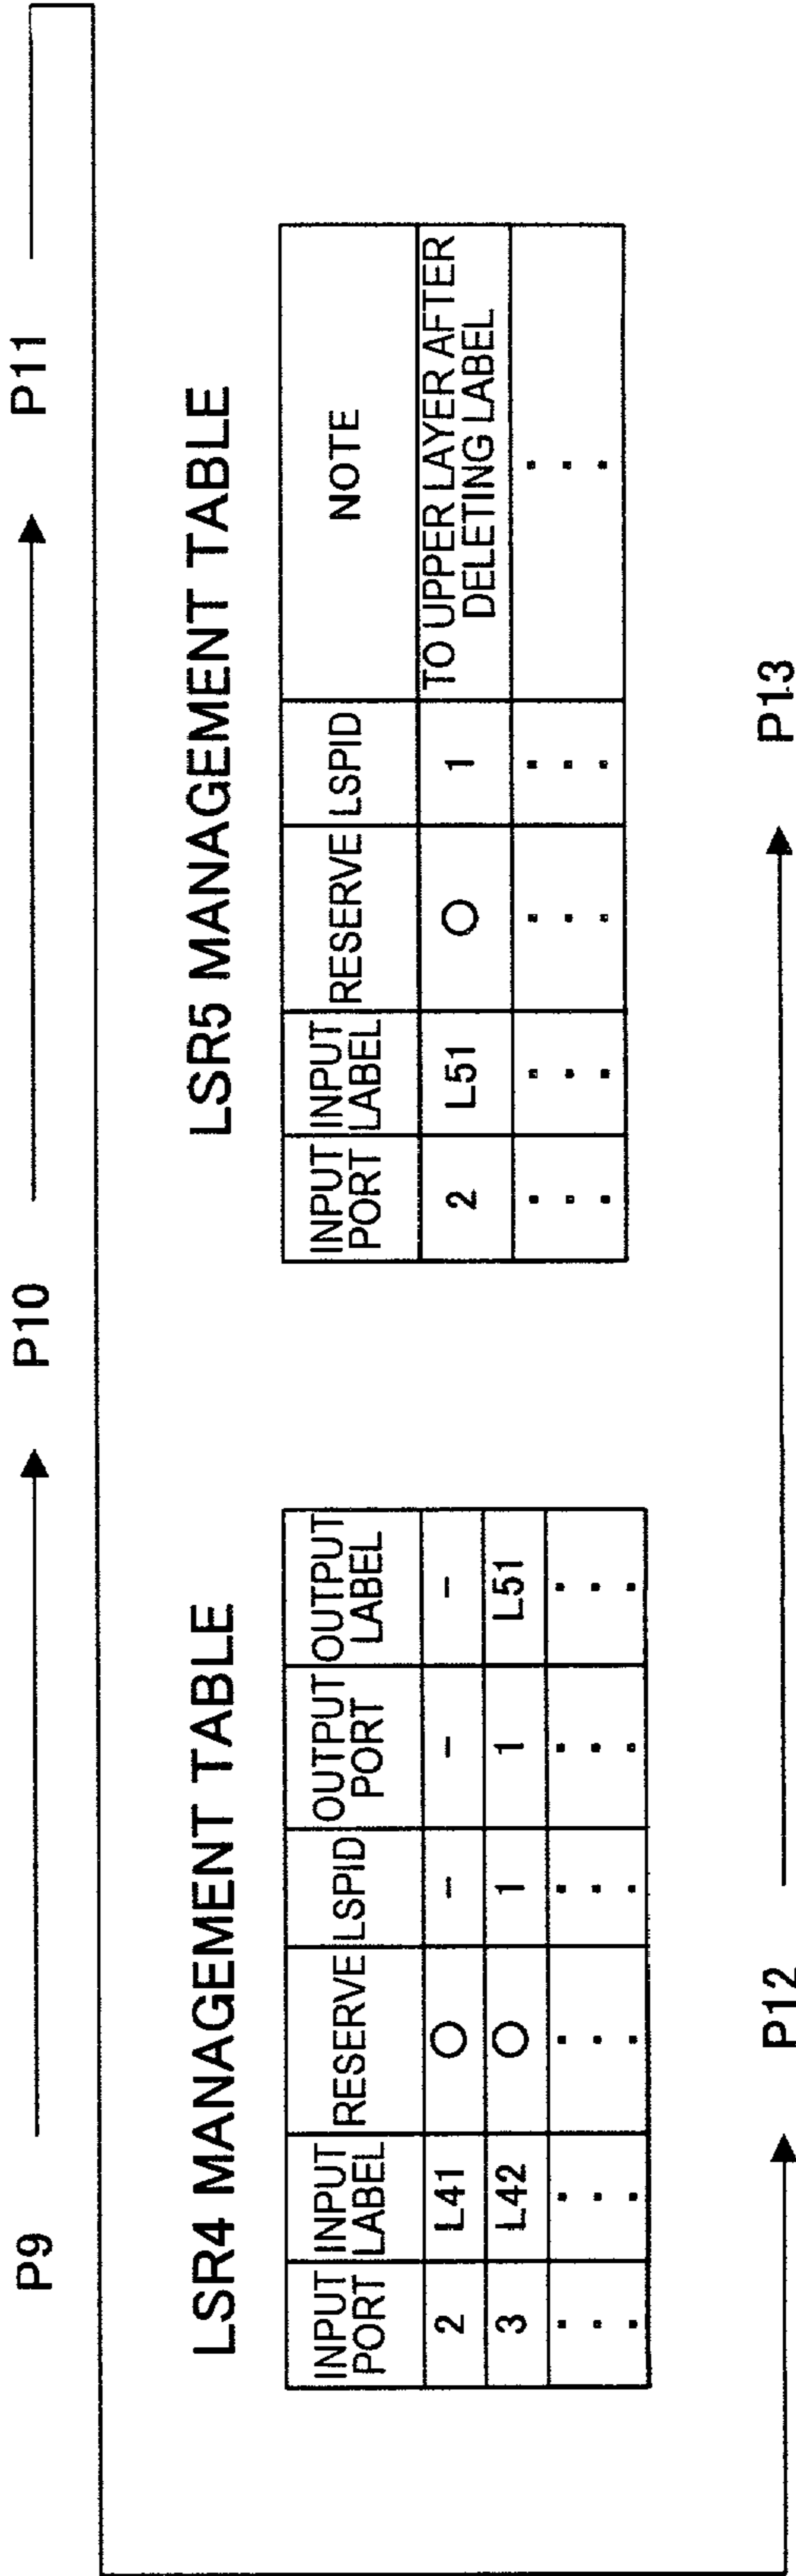 P9 P10 P11
LSR4 MANAGEMENT TABLE
INPUT PORT INPUT LABEL RESERVE LSPID OUTPUT PORT OUTPUT LABEL
2 L41 ○ - - -
3 L42 ○ 1 1 L51
⋮ ⋮ ⋮ ⋮ ⋮ ⋮
LSR5 MANAGEMENT TABLE
INPUT PORT INPUT LABEL RESERVE LSPID NOTE
2 L51 ○ 1 TO UPPER LAYER AFTER
DELETING LABEL
⋮ ⋮ ⋮ ⋮ ⋮
P12 P13